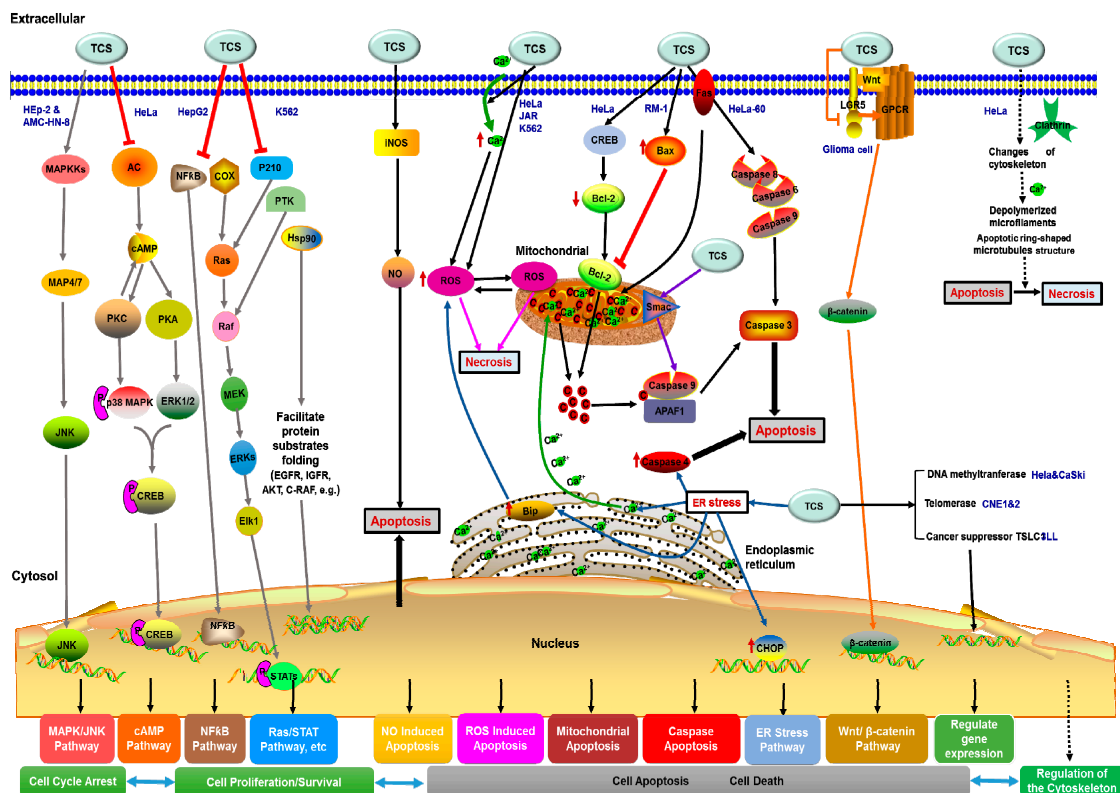 Extracellular
TCS
TCS
TCS
TCS
TCS
TCS
TCS
Ca²⁺
HEp-2 &
AMC-HN-8
HeLa
HepG2
K562
HeLa
JAR
K562
HeLa
RM-1
Fas
HeLa-60
Wnt
LGR5
GPCR
Glioma cell
HeLa
Clathrin
MAPKKs
AC
NFkB
COX
P210
PTK
INOS
Ca²⁺
CREB
Bax
Caspase 8
Caspase 6
Caspase 9
Changes of
cytoskeleton
Ca²⁺
Depolymerized
microfilaments
Apoptotic ring-shaped
microtubules structure
Apoptosis
Necrosis
Bcl-2
cAMP
Hsp90
Ras
MAP4/7
NO
Mitochondrial
ROS
ROS
Bcl-2
TCS
C
Ca²⁺
Smac
PKC
PKA
Raf
Caspase 3
β-catenin
Necrosis
MEK
P
p38 MAPK
ERK1/2
Caspase 9
C
APAF1
C
Facilitate
protein
substrates
folding
(EGFR, IGFR,
AKT, C-RAF, e.g.)
JNK
ERKs
Apoptosis
Ca²⁺
Ca²⁺
Ca²⁺
Caspase 4
P
CREB
Elk1
Apoptosis
Bip
ER stress
TCS
DNA methyltranferase Hela&CaSki
Telomerase CNE1&2
Cancer suppressor TSLC
Ca²⁺
Endoplasmic
reticulum
Cytosol
JNK
P
CREB
NFkB
P
STATs
Nucleus
CHOP
β-catenin
MAPK/JNK
Pathway
cAMP
Pathway
NFkB
Pathway
Ras/STAT
Pathway, etc
NO Induced
Apoptosis
ROS Induced
Apoptosis
Mitochondrial
Apoptosis
Caspase
Apoptosis
ER Stress
Pathway
Wnt/ β-catenin
Pathway
Regulate
gene
expression
Cell Cycle Arrest
Cell Proliferation/Survival
Cell Apoptosis Cell Death
Regulation of
the Cytoskeleton